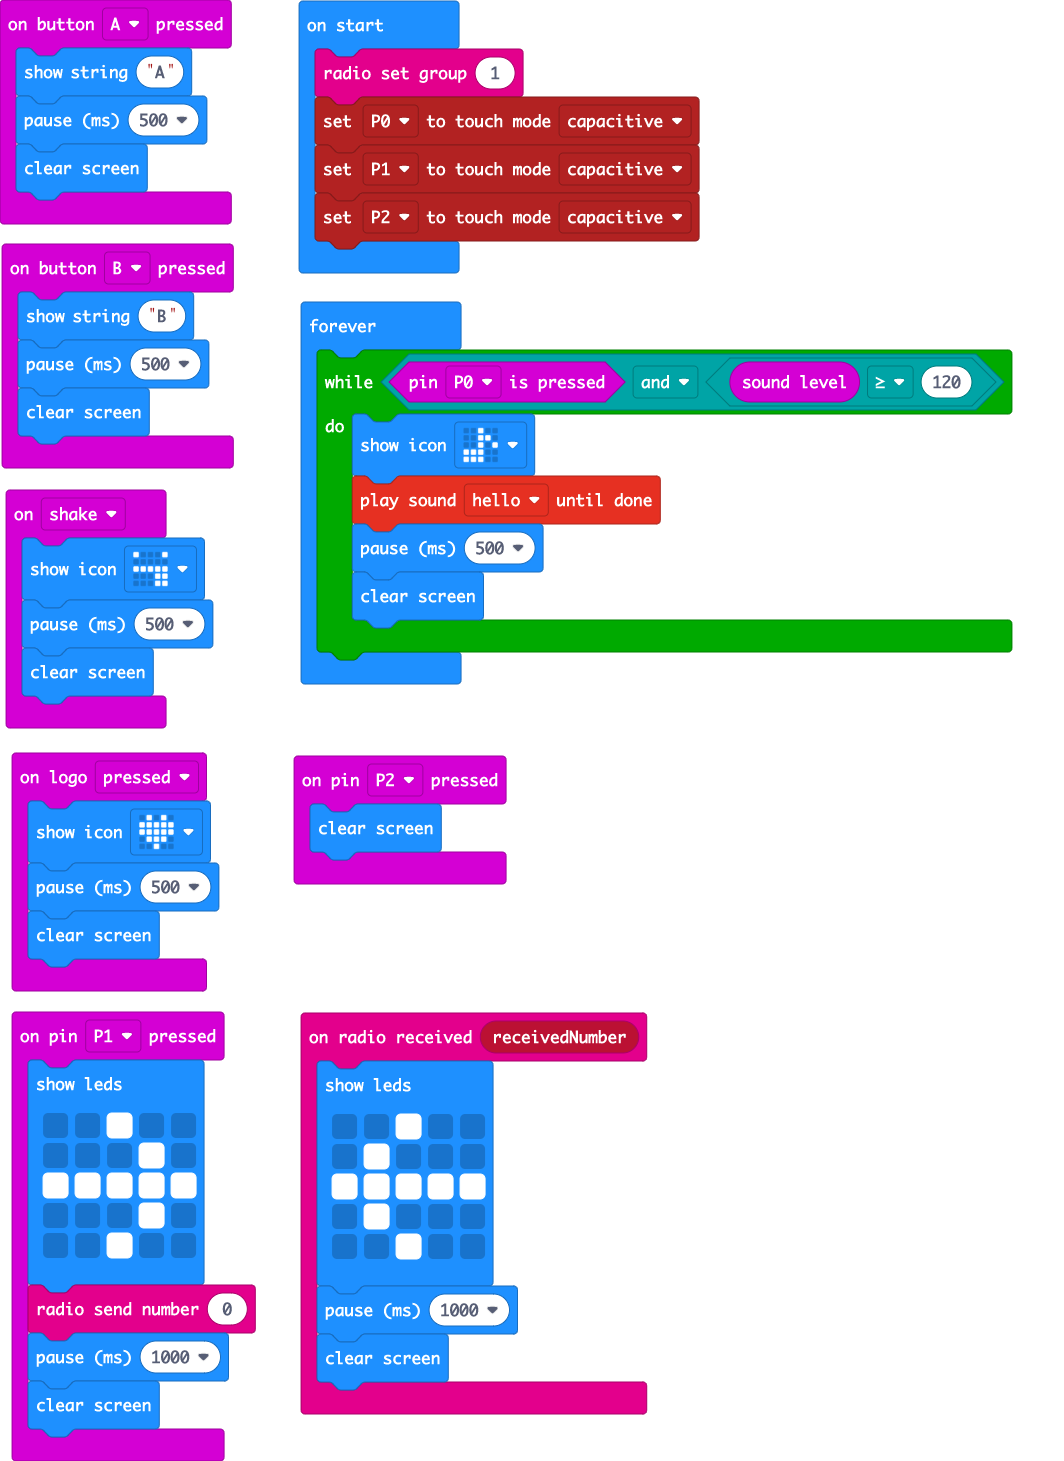 on button A pressed
show string "A"
pause (ms) 500
clear screen
on button B pressed
show string "B"
pause (ms) 500
clear screen
on shake
show icon
pause (ms) 500
clear screen
on logo pressed
show icon
pause (ms) 500
clear screen
on pin P1 pressed
show leds
radio send number 0
pause (ms) 1000
clear screen
on start
radio set group 1
set P0 to touch mode capacitive
set P1 to touch mode capacitive
set P2 to touch mode capacitive
forever
while pin P0 is pressed and sound level ≥ 120
do
show icon
play sound hello until done
pause (ms) 500
clear screen
on pin P2 pressed
clear screen
on radio received receivedNumber
show leds
pause (ms) 1000
clear screen